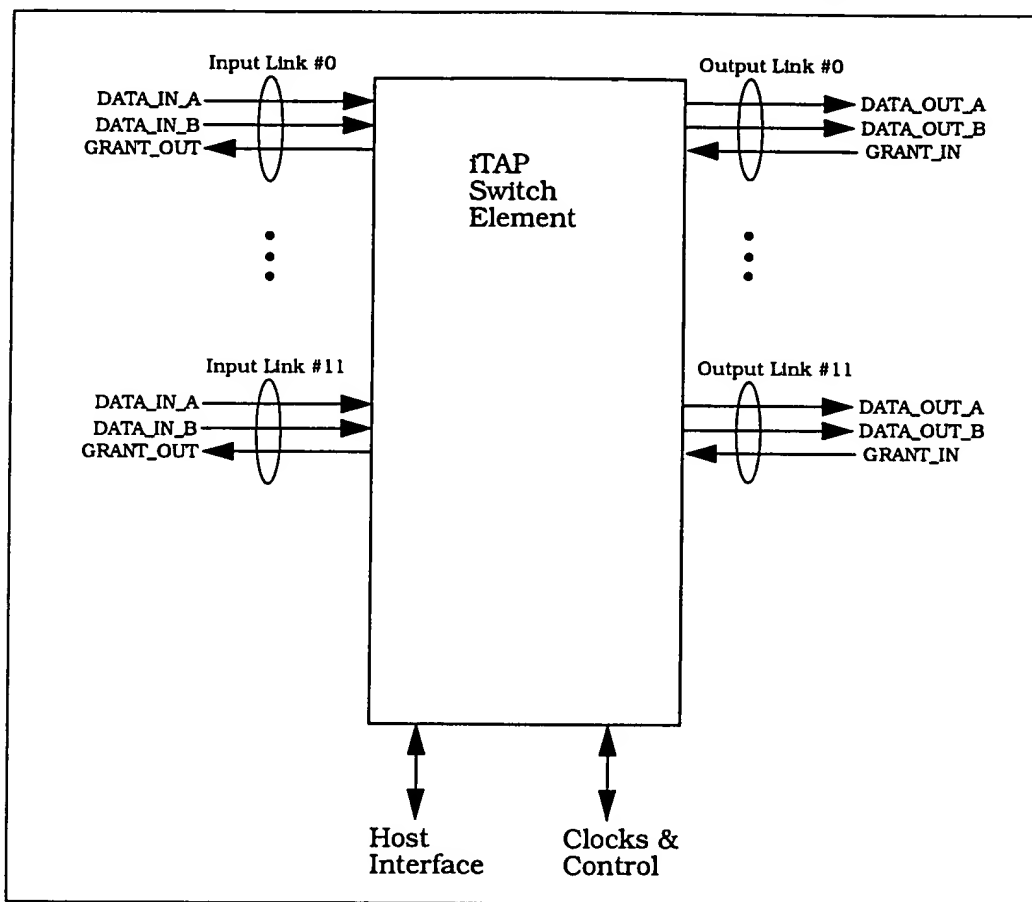 Input Link #0
DATA_IN_A
DATA_IN_B
GRANT_OUT
Output Link #0
DATA_OUT_A
DATA_OUT_B
GRANT_IN
iTAP
Switch
Element
Input Link #11
DATA_IN_A
DATA_IN_B
GRANT_OUT
Output Link #11
DATA_OUT_A
DATA_OUT_B
GRANT_IN
Host
Interface
Clocks &
Control